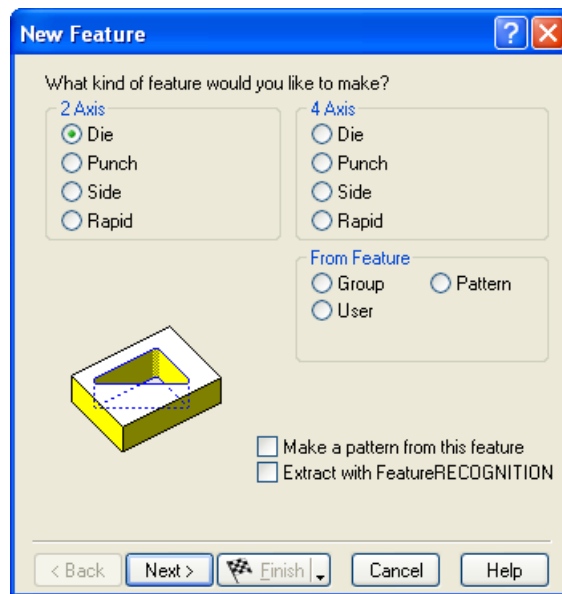 New Feature
What kind of feature would you like to make?
2 Axis
Die
Punch
Side
Rapid
4 Axis
Die
Punch
Side
Rapid
From Feature
Group Pattern
User
Make a pattern from this feature
Extract with FeatureRECOGNITION
< Back Next > Finish Cancel Help